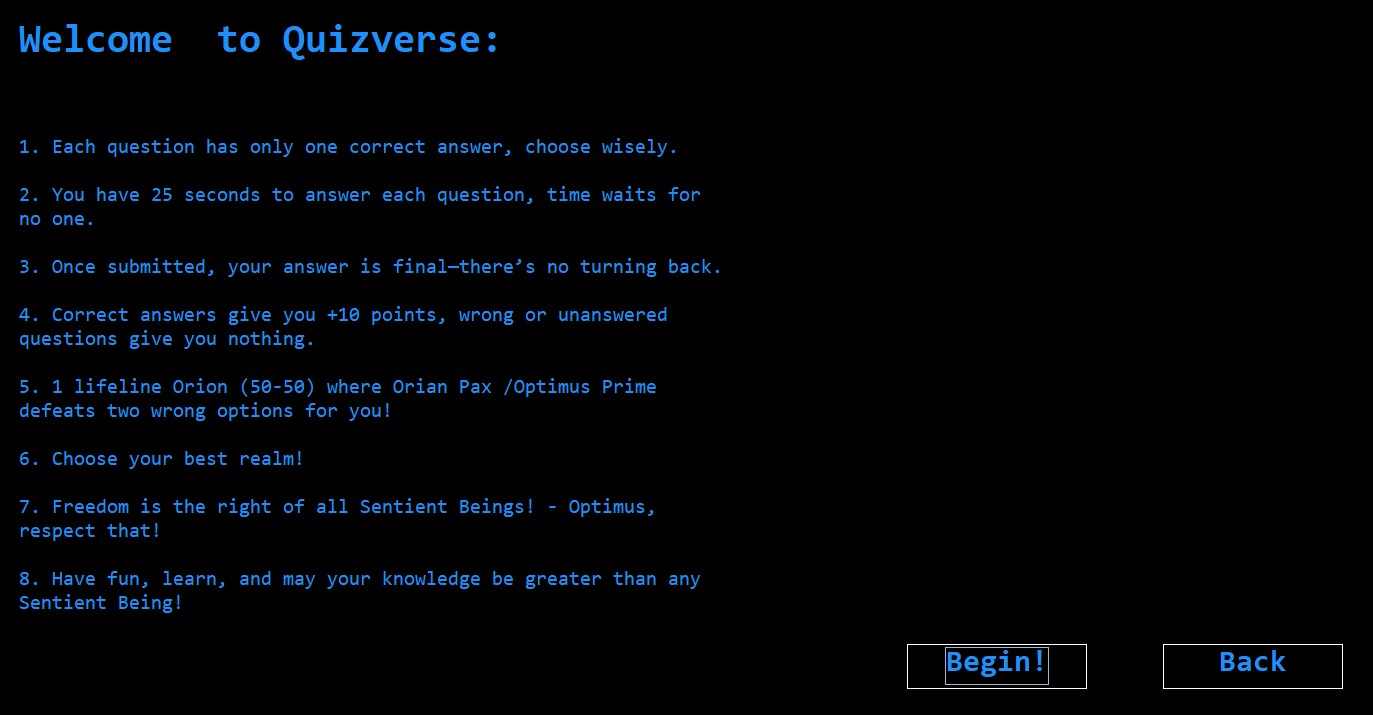 Welcome  to Quizverse:
1. Each question has only one correct answer, choose wisely.
2. You have 25 seconds to answer each question, time waits for
no one.
3. Once submitted, your answer is final—there’s no turning back.
4. Correct answers give you +10 points, wrong or unanswered
questions give you nothing.
5. 1 lifeline Orion (50-50) where Orian Pax /Optimus Prime
defeats two wrong options for you!
6. Choose your best realm!
7. Freedom is the right of all Sentient Beings! - Optimus,
respect that!
8. Have fun, learn, and may your knowledge be greater than any
Sentient Being!
Begin!
Back